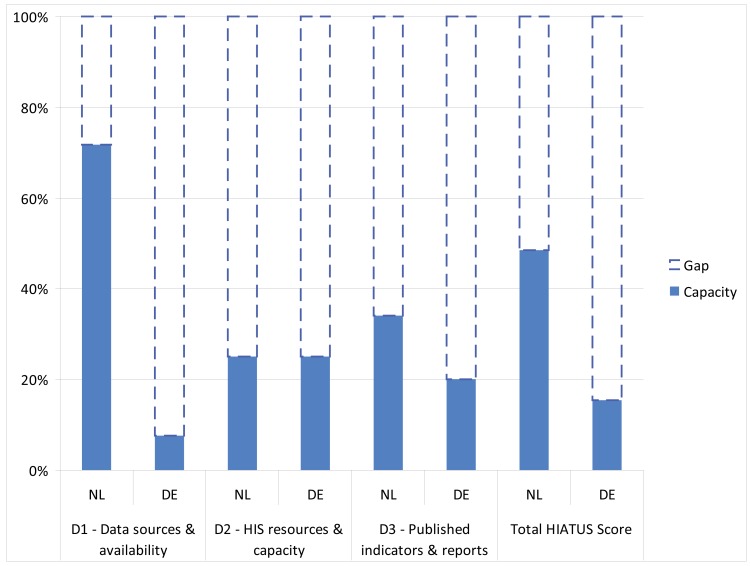 100%
80%
60%
40%
20%
0%
NL DE NL DE NL DE NL DE
D1 - Data sources &
availability
D2 - HIS resources &
capacity
D3 - Published
indicators & reports
Total HIATUS Score
Gap
Capacity